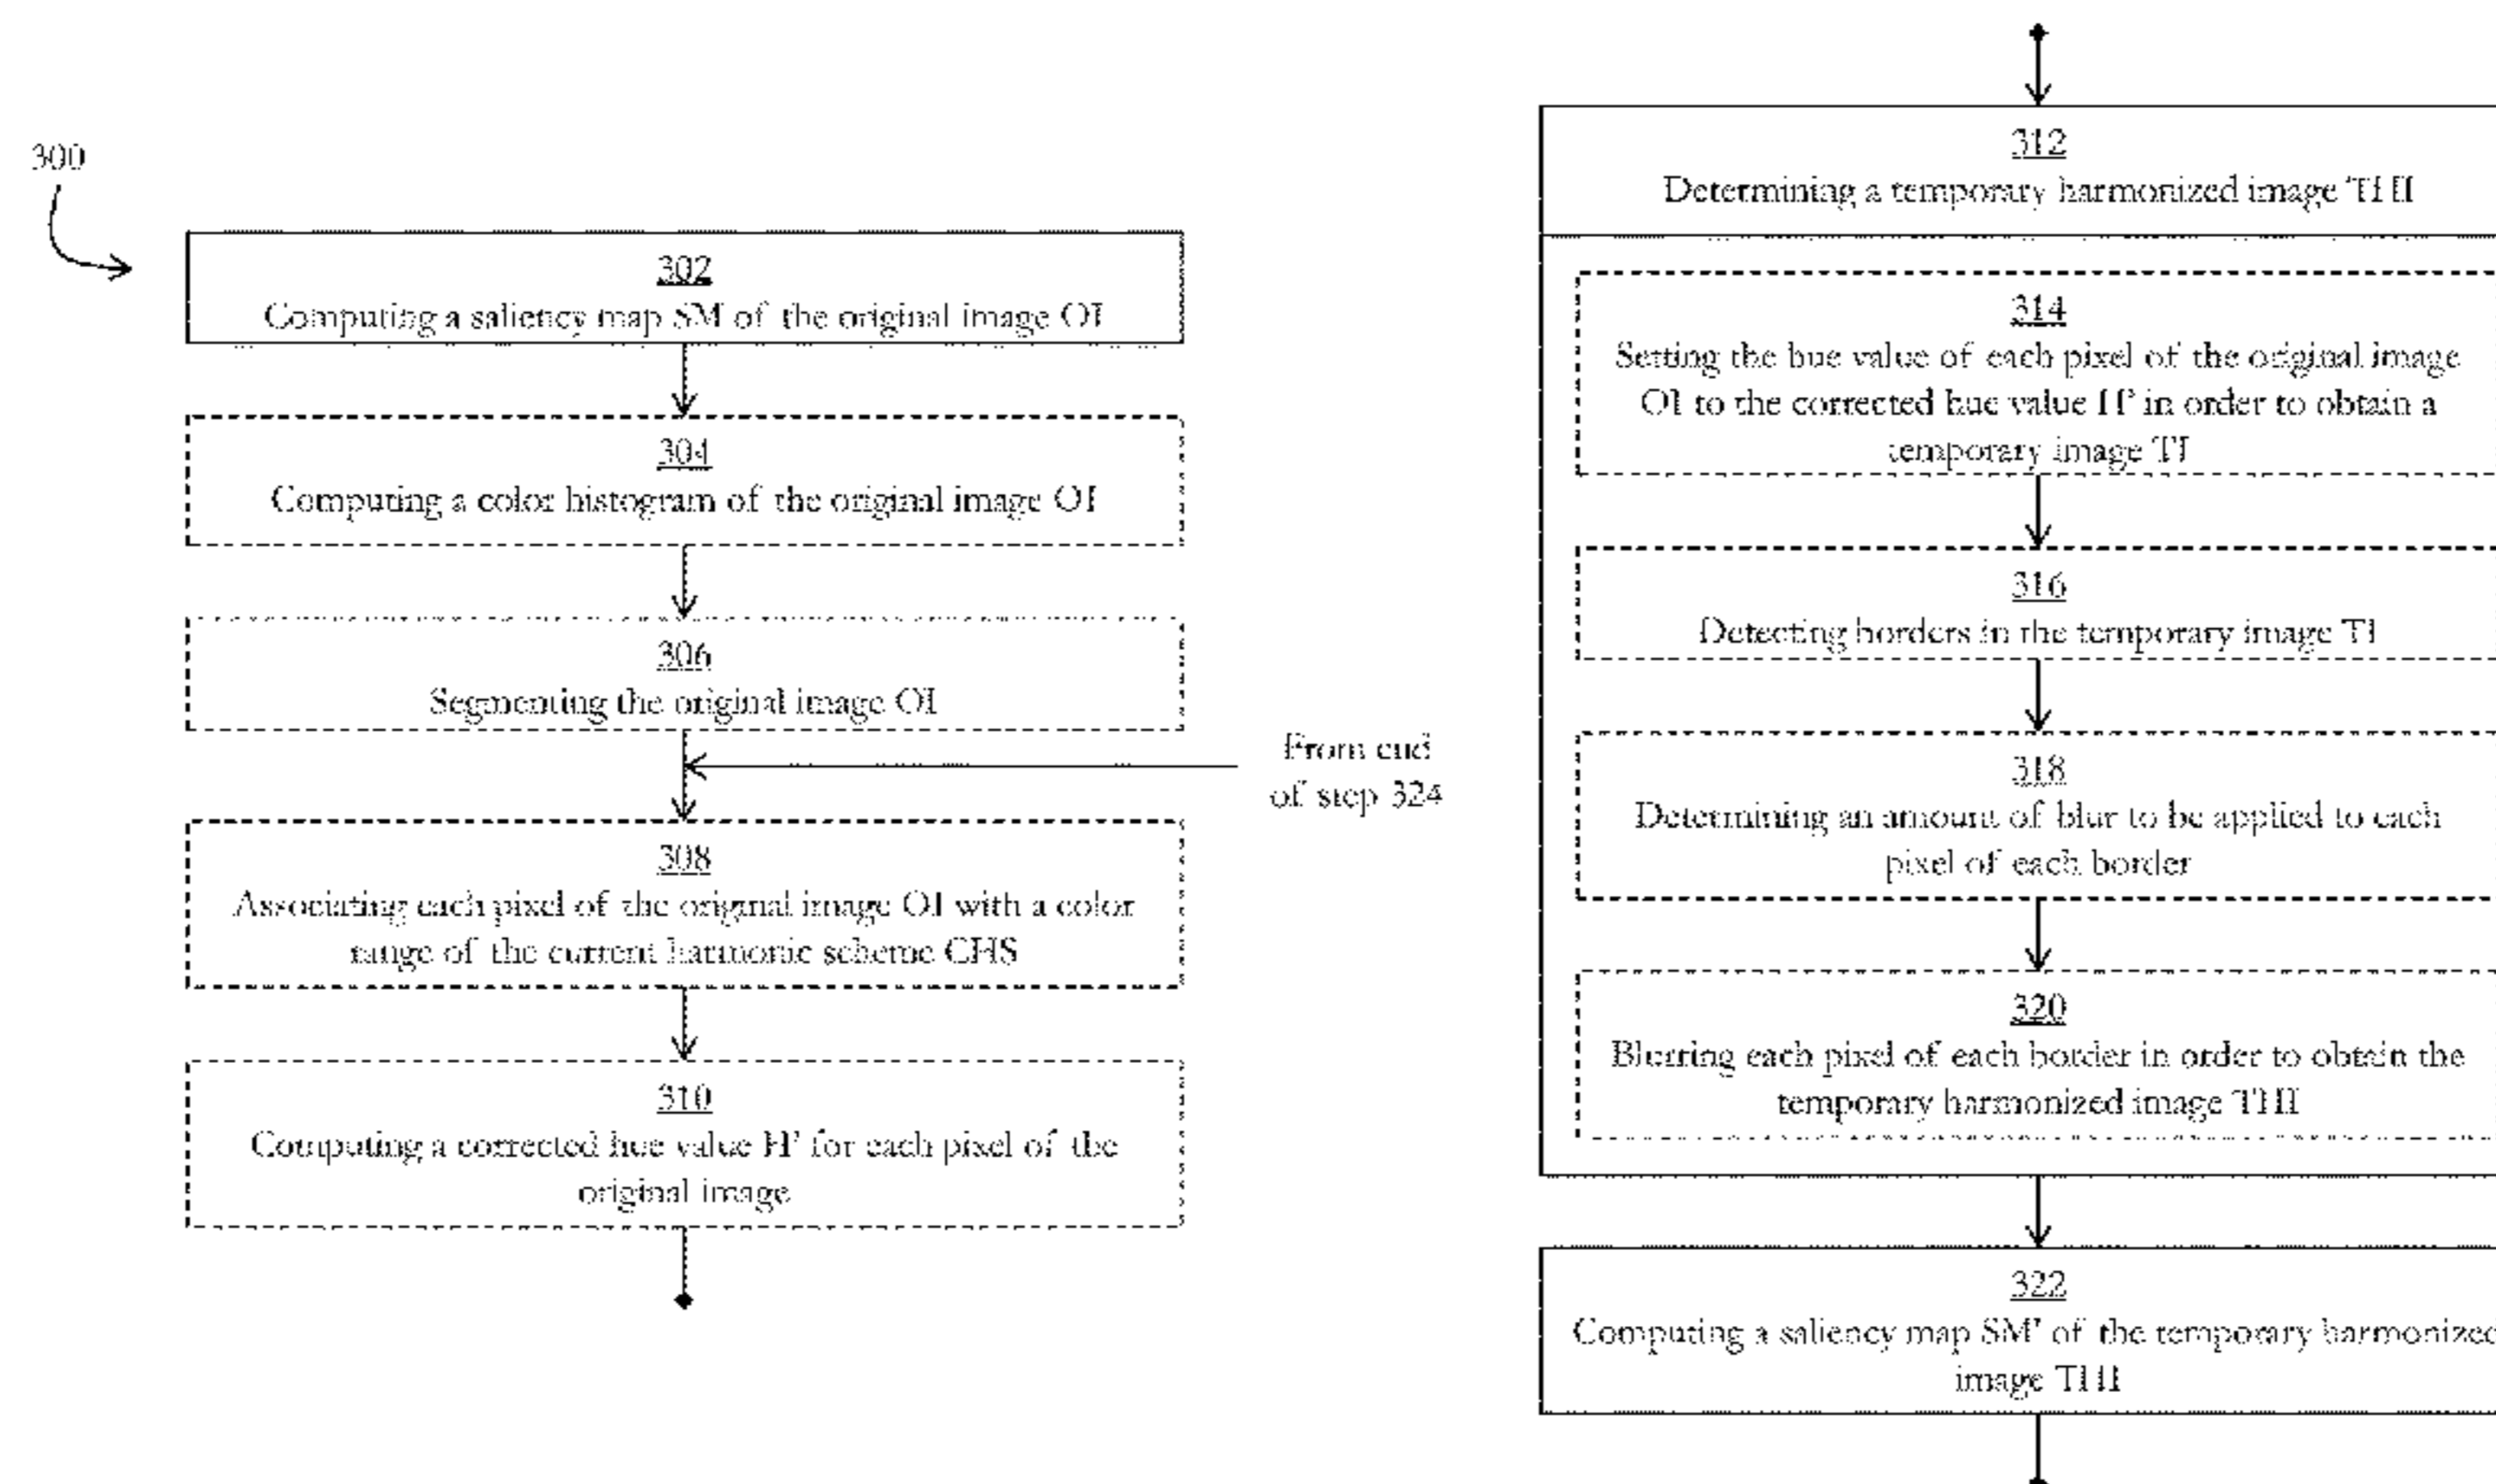 300
302
Computing a saliency map SM of the original image OI
304
Computing a color histogram of the original image OI
306
Segmenting the original image OI
From end
of step 324
308
Associating each pixel of the original image OI with a color
range of the current harmonic scheme CHS
310
Computing a corrected hue value H' for each pixel of the
original image
312
Determining a temporary harmonized image THI
314
Setting the hue value of each pixel of the original image
OI to the corrected hue value H' in order to obtain a
temporary image TI
316
Detecting borders in the temporary image TI
318
Determining an amount of blur to be applied to each
pixel of each border
320
Blurring each pixel of each border in order to obtain the
temporary harmonized image THI
322
Computing a saliency map SM' of the temporary harmonized
image THI